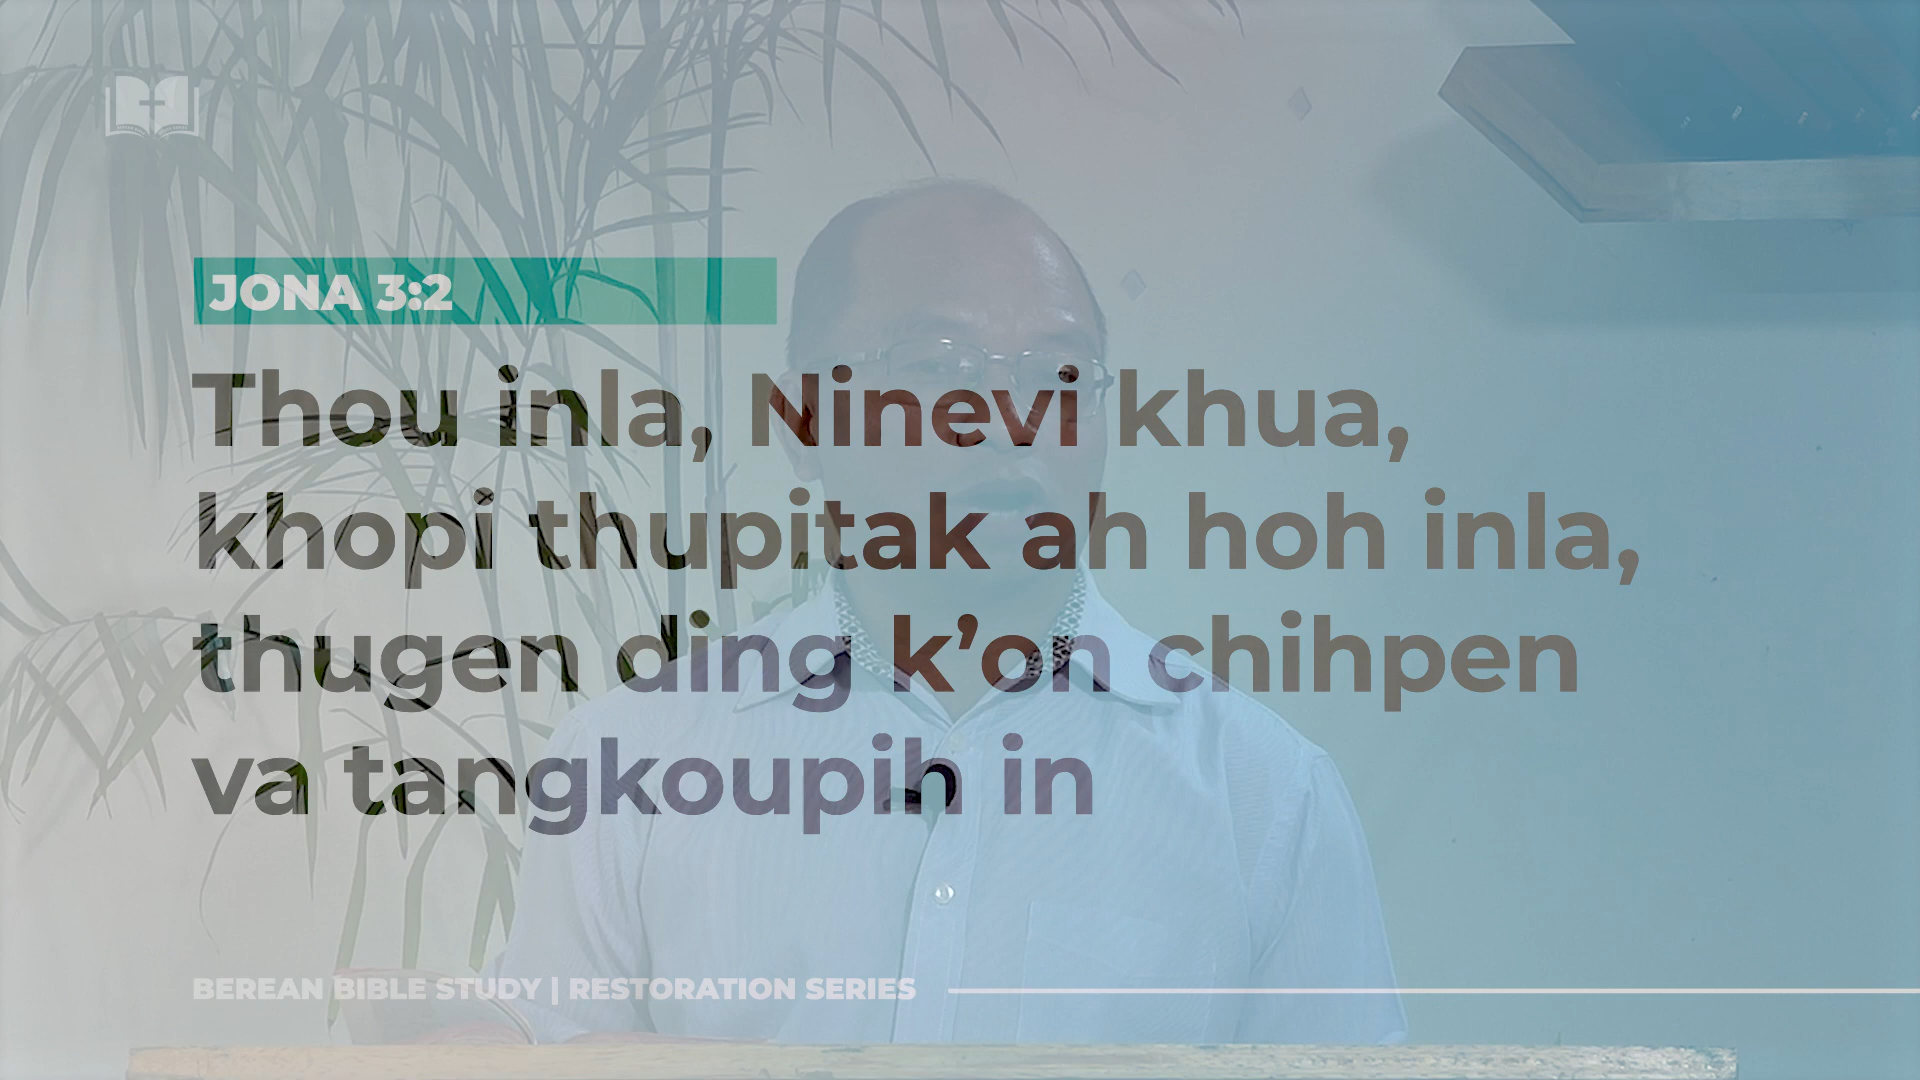 JONA 3:2
Thou inla, Ninevi khua,
khopi thupitak ah hoh inla,
thugen ding k’on chihpen
va tangkoupih in
BEREAN BIBLE STUDY | RESTORATION SERIES